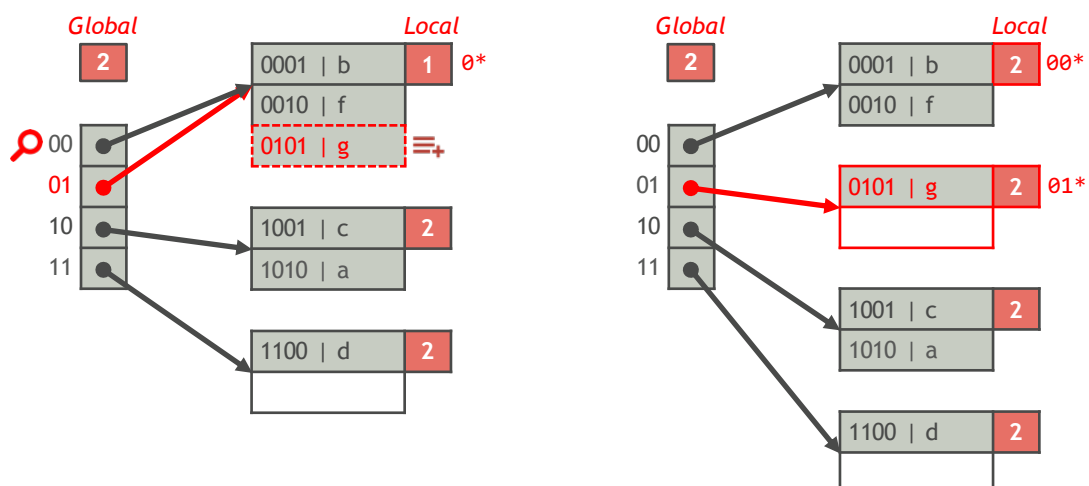 Global
Local
2
0001 | b
1
0*
0010 | f
00
0101 | g
01
10
1001 | c
2
11
1010 | a
1100 | d
2
Global
Local
2
0001 | b
2
00*
0010 | f
00
01
0101 | g
2
01*
10
11
1001 | c
2
1010 | a
1100 | d
2